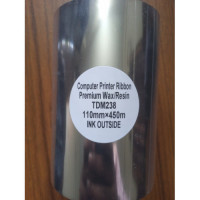 Computer Printer Ribbon
Premium Wax/Resin
TDM238
110mm×450m
INK OUTSIDE